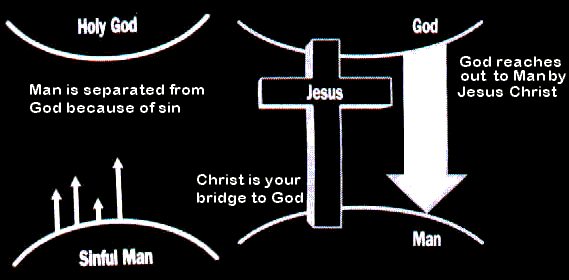 Holy God
Man is separated from
God because of sin
Sinful Man
God
God reaches
out to Man by
Jesus Christ
Jesus
Christ is your
bridge to God
Man